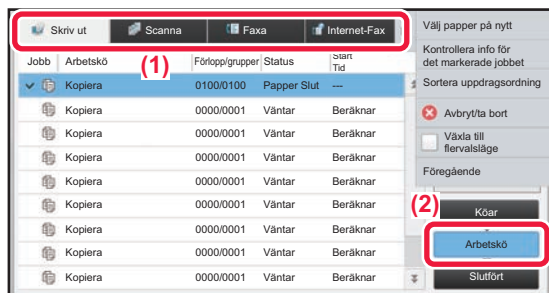 Skriv ut Scanna Faxa Internet-Fax
(1)
Jobb Arbetskö Förlopp/grupper Status Start Tid
Kopiera 0100/0100 Papper Slut ---
Kopiera 0000/0001 Väntar Beräknar
Kopiera 0000/0001 Väntar Beräknar
Kopiera 0000/0001 Väntar Beräknar
Kopiera 0000/0001 Väntar Beräknar
Kopiera 0000/0001 Väntar Beräknar
Kopiera 0000/0001 Väntar Beräknar
Kopiera 0000/0001 Väntar Beräknar
Kopiera 0000/0001 Väntar Beräknar
Välj papper på nytt
Kontrollera info för
det markerade jobbet
Sortera uppdragsordning
Avbryt/ta bort
Växla till
flervalsläge
Föregående
(2)
Köar
Arbetskö
Slutfört